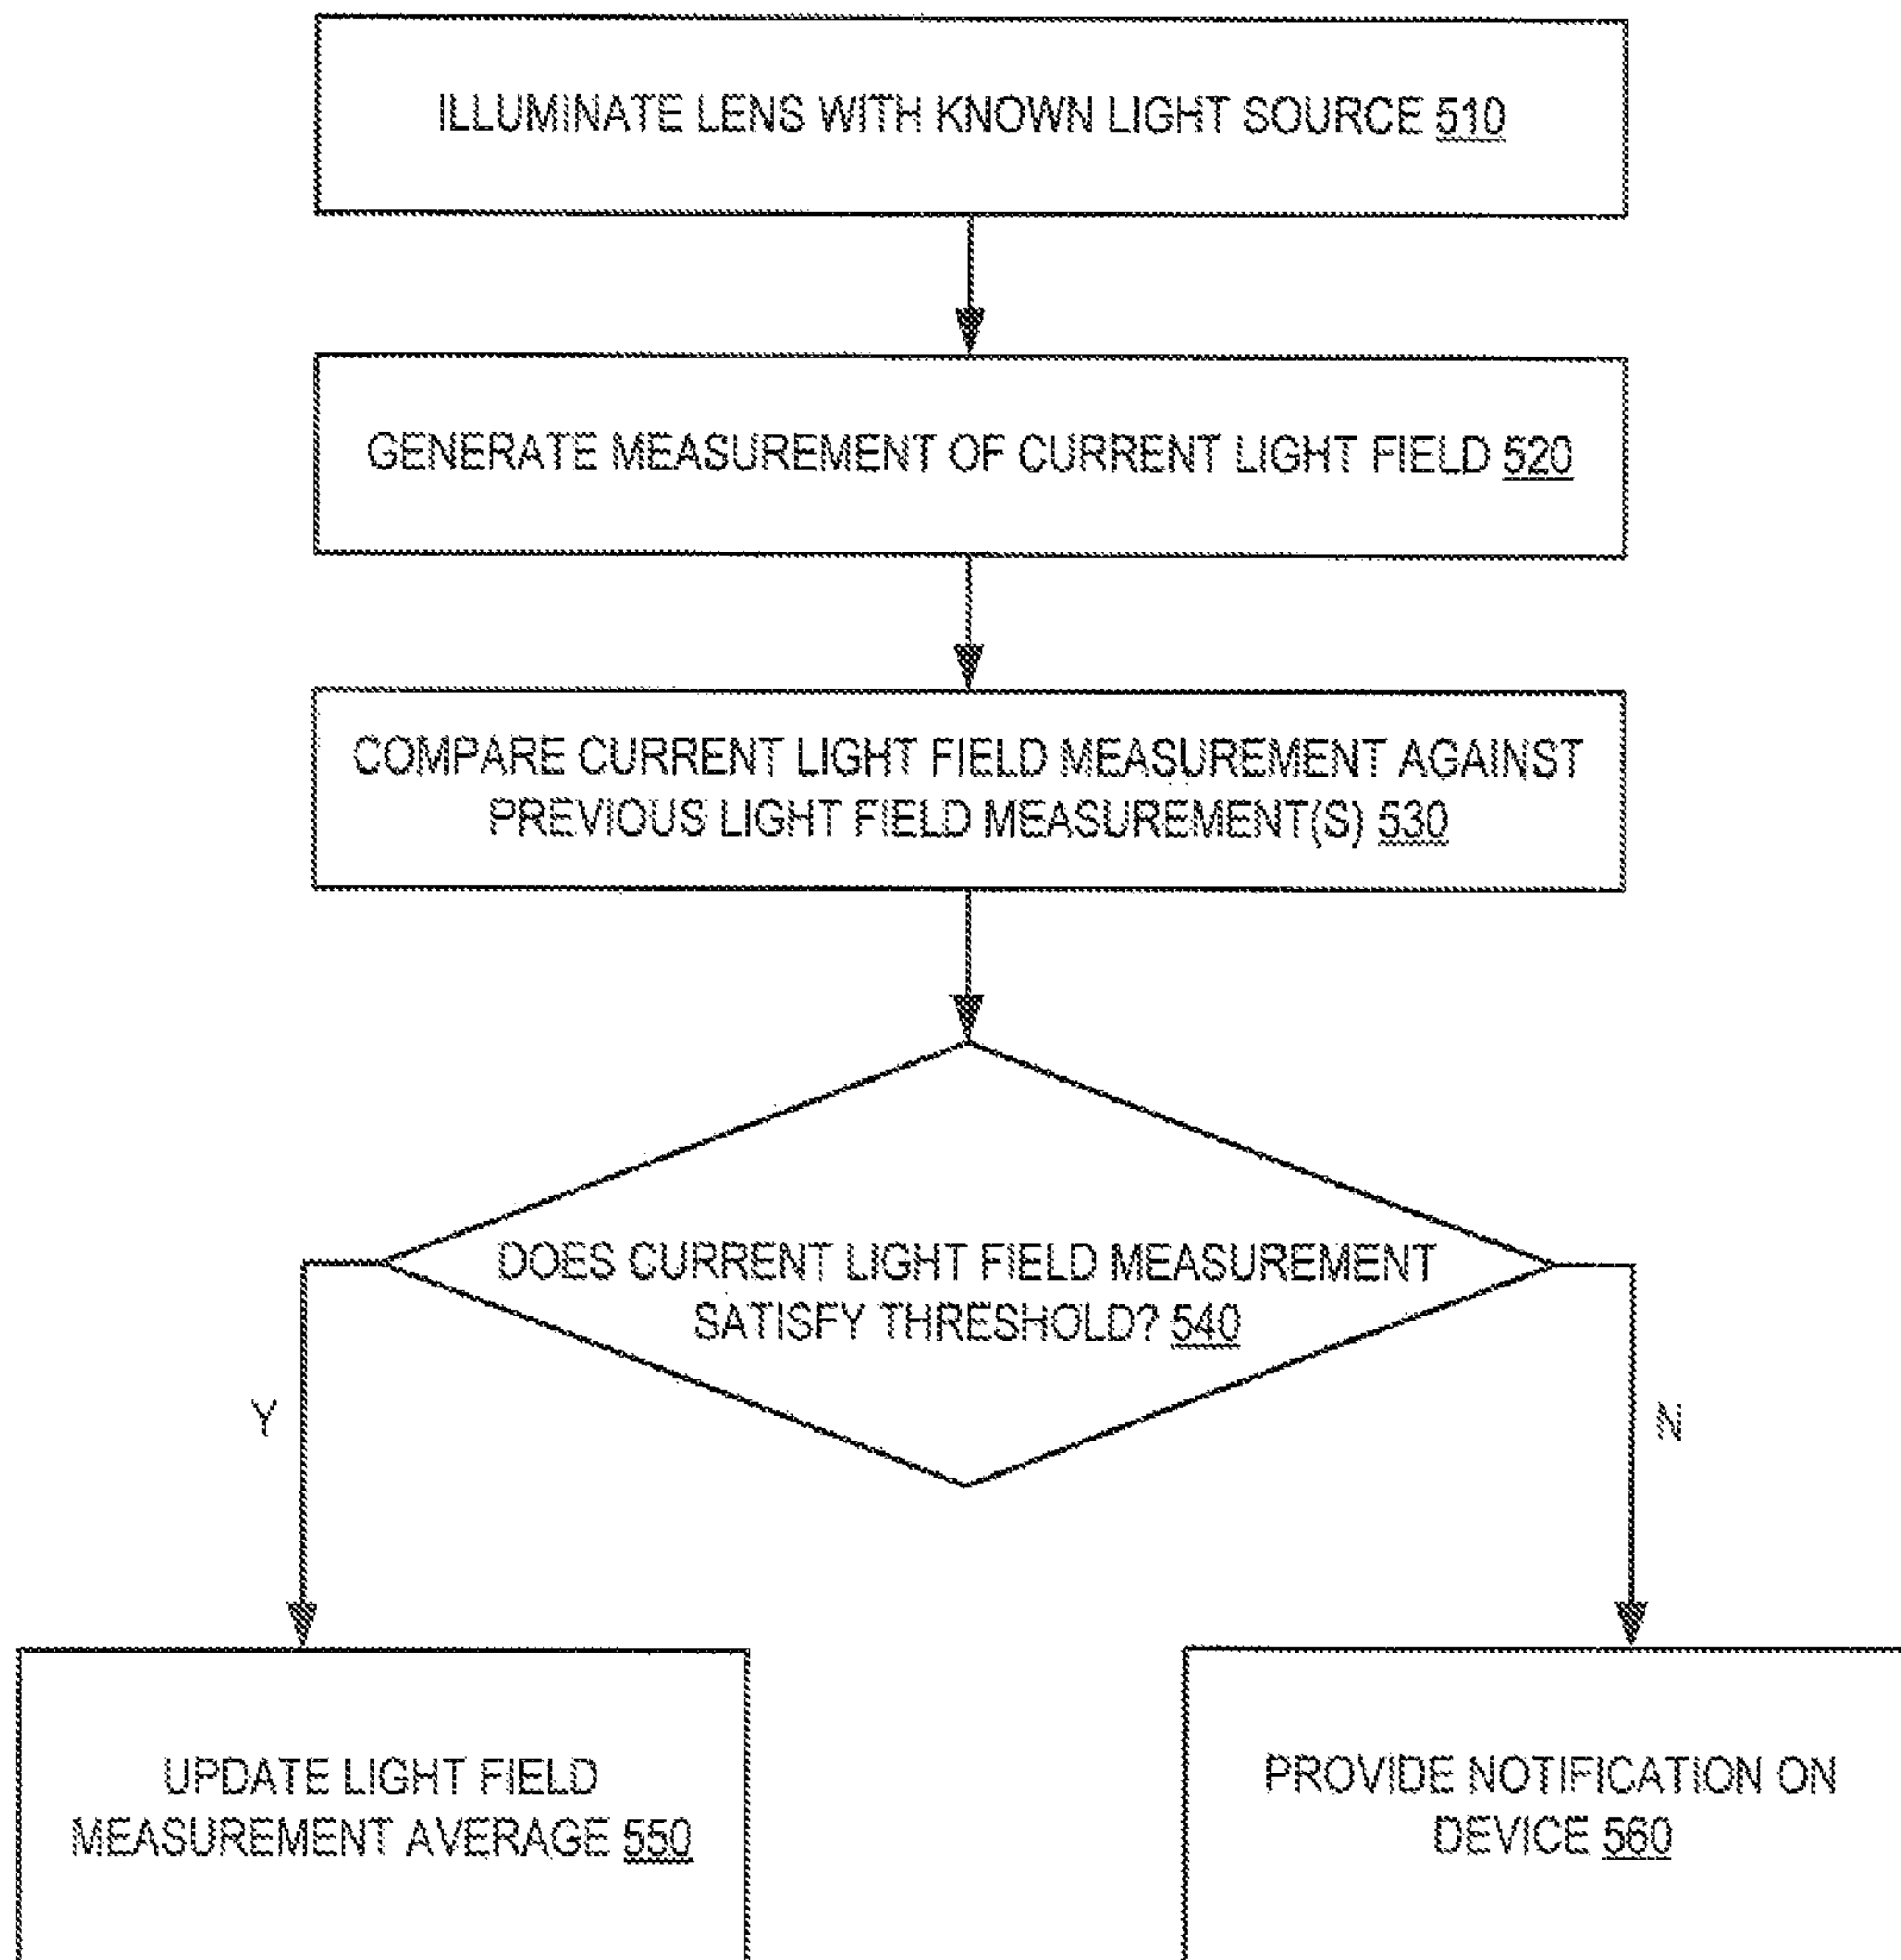 ILLUMINATE LENS WITH KNOWN LIGHT SOURCE 510
GENERATE MEASUREMENT OF CURRENT LIGHT FIELD 520
COMPARE CURRENT LIGHT FIELD MEASUREMENT AGAINST
PREVIOUS LIGHT FIELD MEASUREMENT(S) 530
DOES CURRENT LIGHT FIELD MEASUREMENT
SATISFY THRESHOLD? 540
Y
N
UPDATE LIGHT FIELD
MEASUREMENT AVERAGE 550
PROVIDE NOTIFICATION ON
DEVICE 560